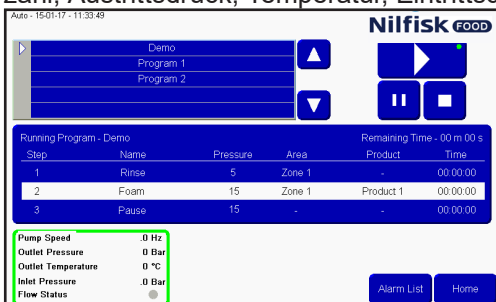 zahl, Austrittsdruck, Temperatur, Eintritts
Auto - 15-01-17 - 11:33:49
Nilfisk FOOD
Demo
Program 1
Program 2
Running Program - Demo Remaining Time - 00 m 00 s
Step Name Pressure Area Product Time
1 Rinse 5 Zone 1 - 00:00:00
2 Foam 15 Zone 1 Product 1 00:00:00
3 Pause 15 - - 00:00:00
Pump Speed .0 Hz
Outlet Pressure 0 Bar
Outlet Temperature 0 °C
Inlet Pressure .0 Bar
Flow Status
Alarm List Home